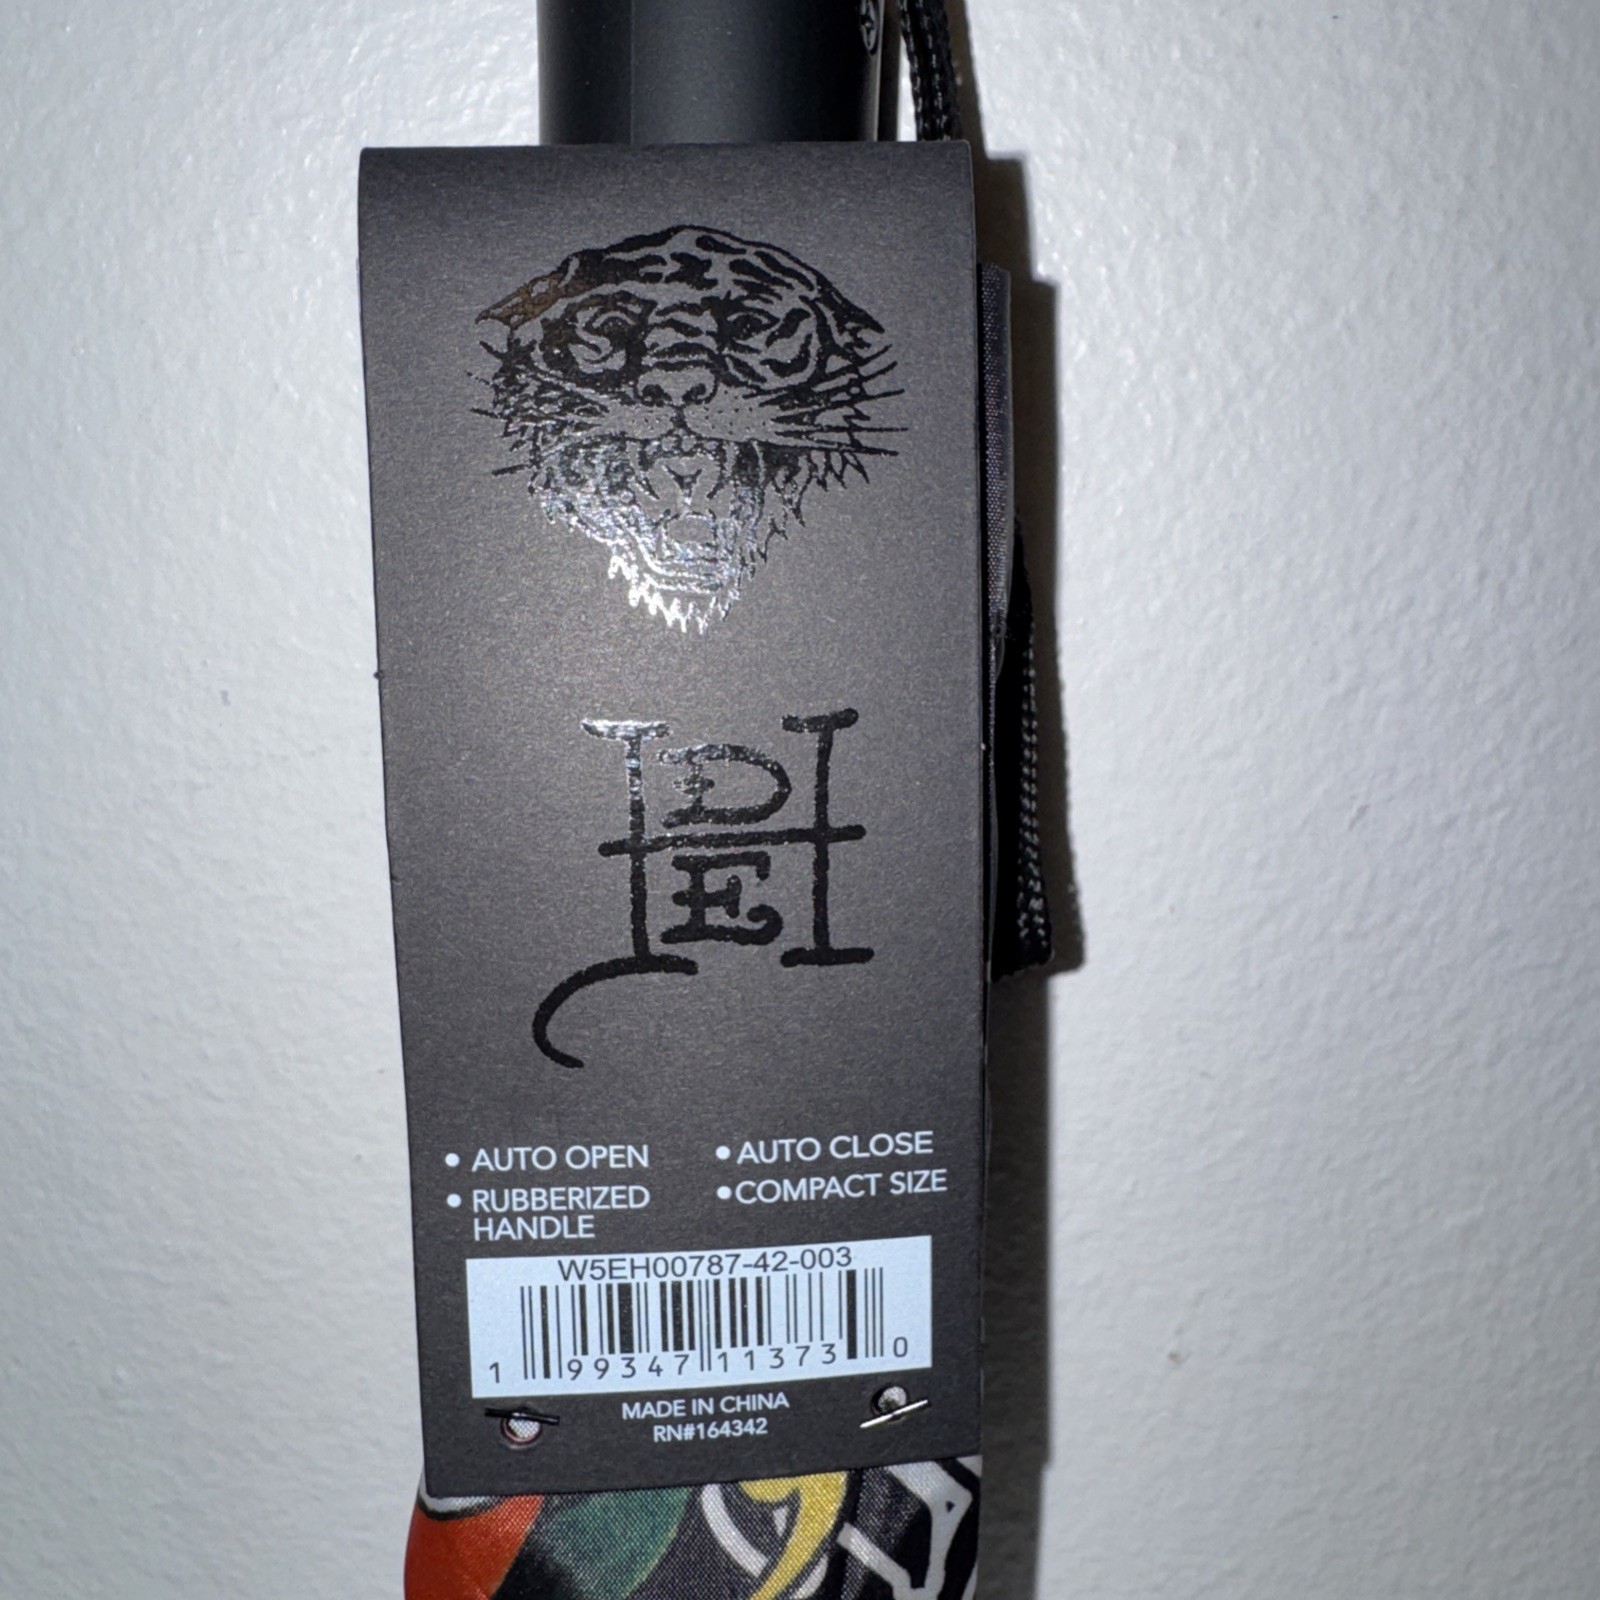 D
E
H
• AUTO OPEN
• AUTO CLOSE
• RUBBERIZED
HANDLE
• COMPACT SIZE
W5EH00787-42-003
1 99347 11373 0
MADE IN CHINA
RN#164342